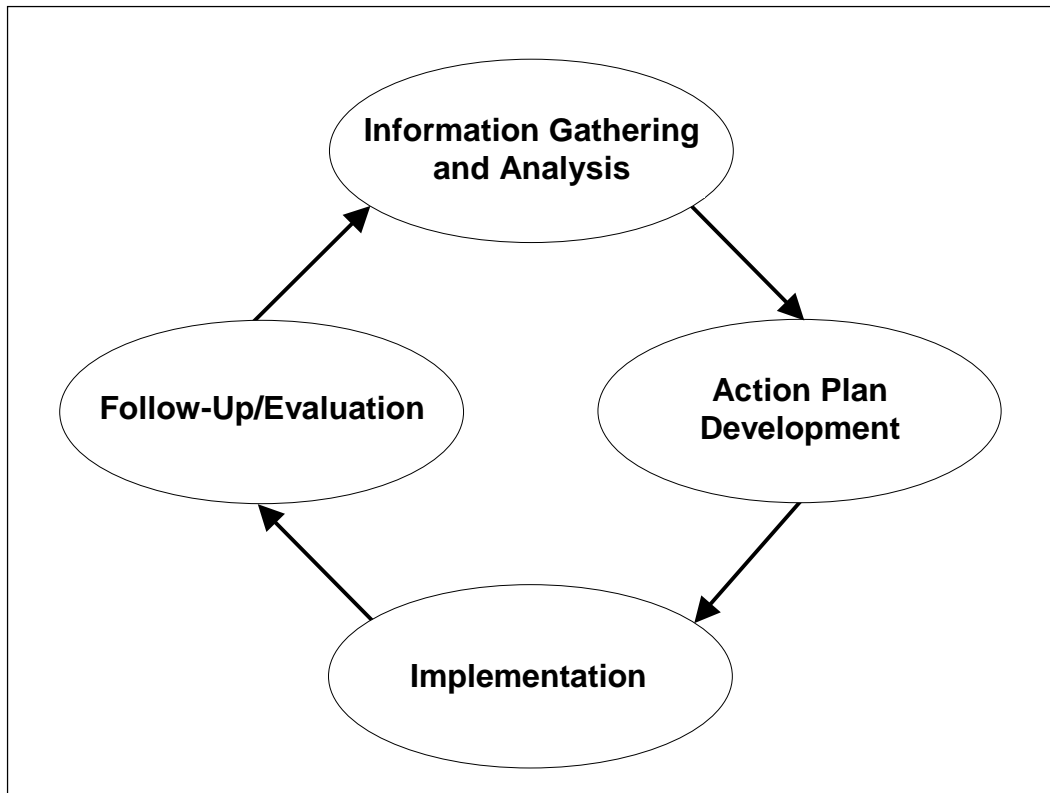 Information Gathering
and Analysis
Follow-Up/Evaluation
Action Plan
Development
Implementation